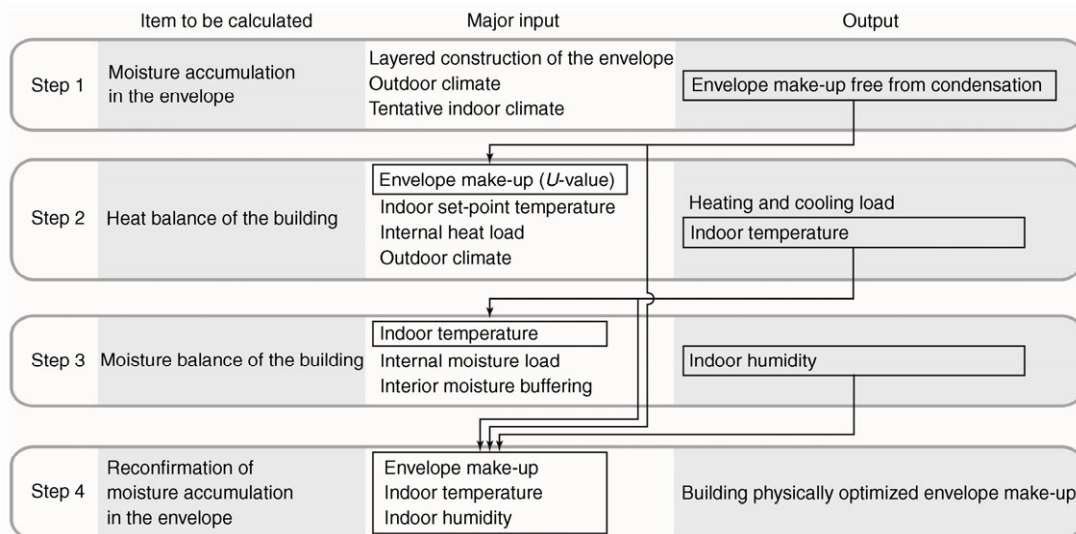 Item to be calculated
Major input
Output
Step 1
Moisture accumulation
in the envelope
Layered construction of the envelope
Outdoor climate
Tentative indoor climate
Envelope make-up free from condensation
Step 2
Heat balance of the building
Envelope make-up (U-value)
Indoor set-point temperature
Internal heat load
Outdoor climate
Heating and cooling load
Indoor temperature
Step 3
Moisture balance of the building
Indoor temperature
Internal moisture load
Interior moisture buffering
Indoor humidity
Step 4
Reconfirmation of
moisture accumulation
in the envelope
Envelope make-up
Indoor temperature
Indoor humidity
Building physically optimized envelope make-up